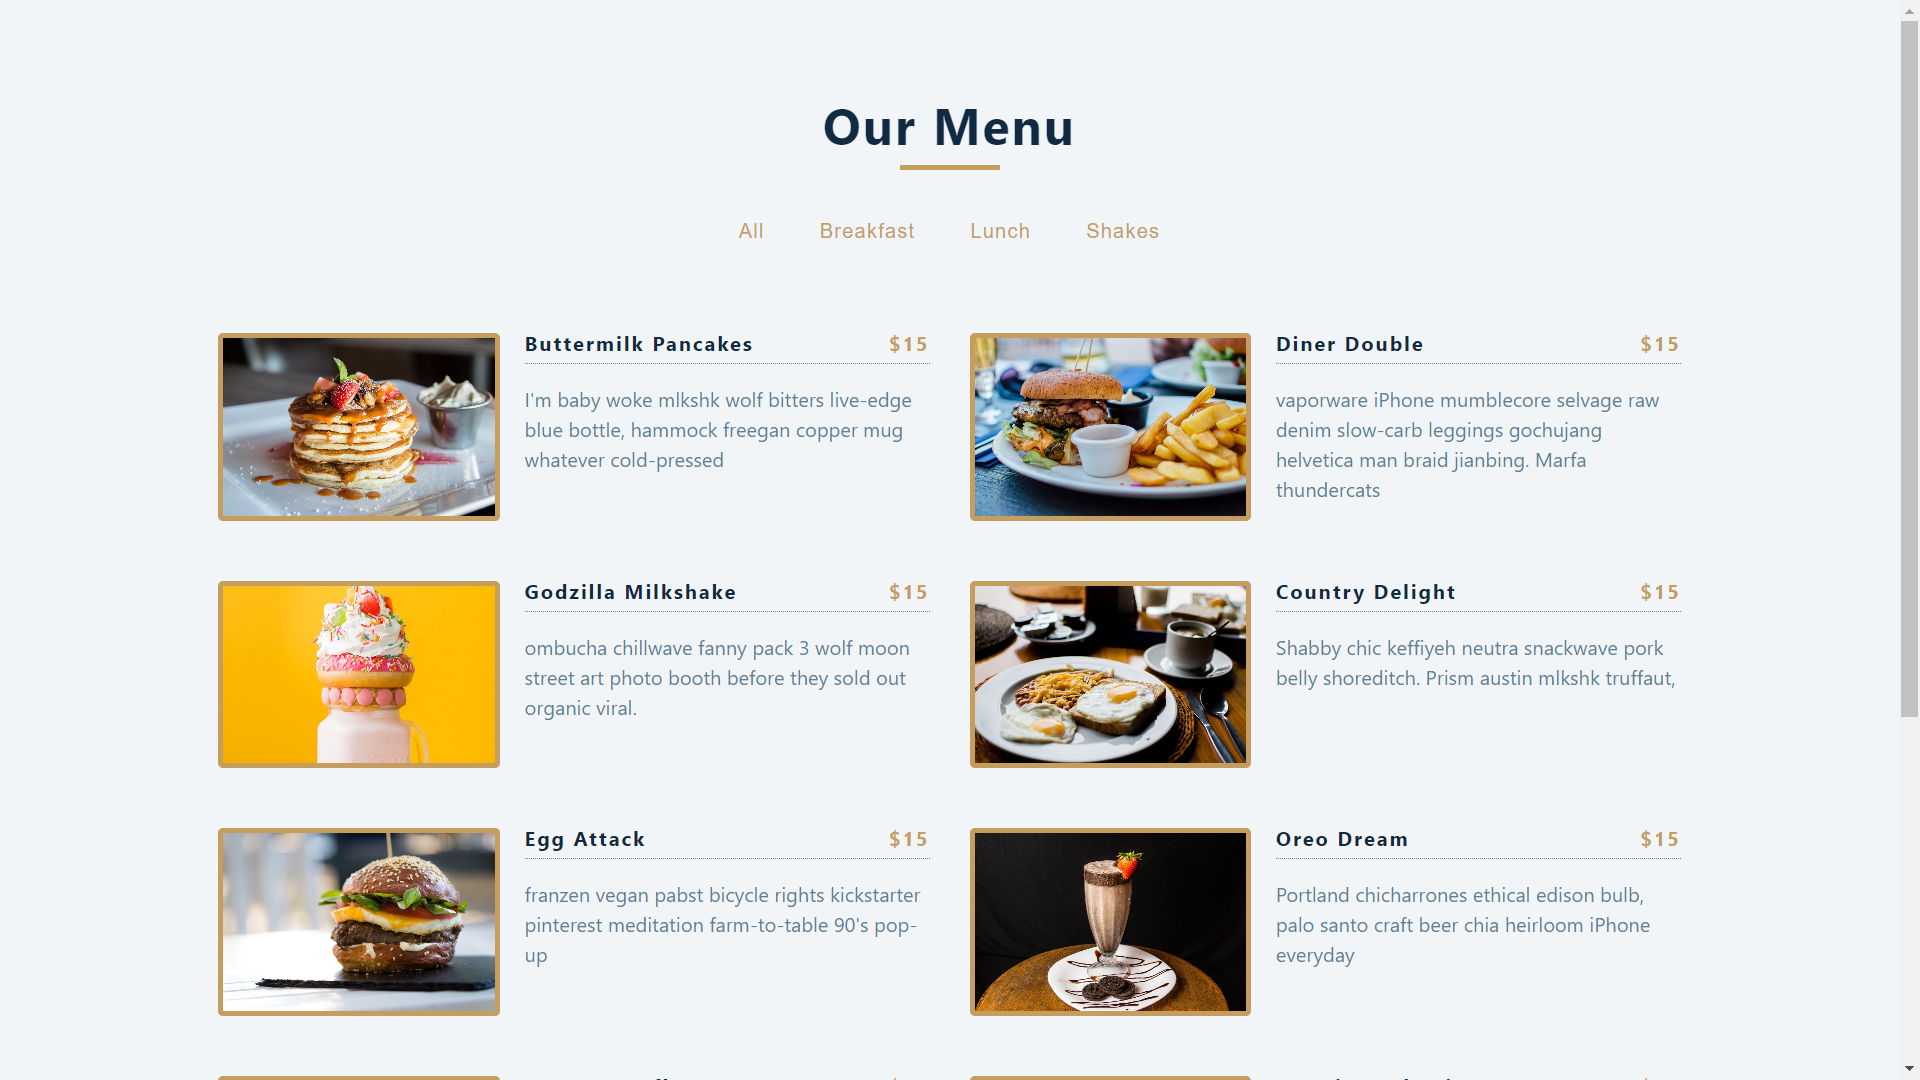 Our Menu
All Breakfast Lunch Shakes
Buttermilk Pancakes $15
I'm baby woke mlkshk wolf bitters live-edge
blue bottle, hammock freegan copper mug
whatever cold-pressed
Diner Double $15
vaporware iPhone mumblecore selvage raw
denim slow-carb leggings gochujang
helvetica man braid jianbing. Marfa
thundercats
Godzilla Milkshake $15
ombucha chillwave fanny pack 3 wolf moon
street art photo booth before they sold out
organic viral.
Country Delight $15
Shabby chic keffiyeh neutra snackwave pork
belly shoreditch. Prism austin mlkshk truffaut,
Egg Attack $15
franzen vegan pabst bicycle rights kickstarter
pinterest meditation farm-to-table 90's pop-
up
Oreo Dream $15
Portland chicharrones ethical edison bulb,
palo santo craft beer chia heirloom iPhone
everyday